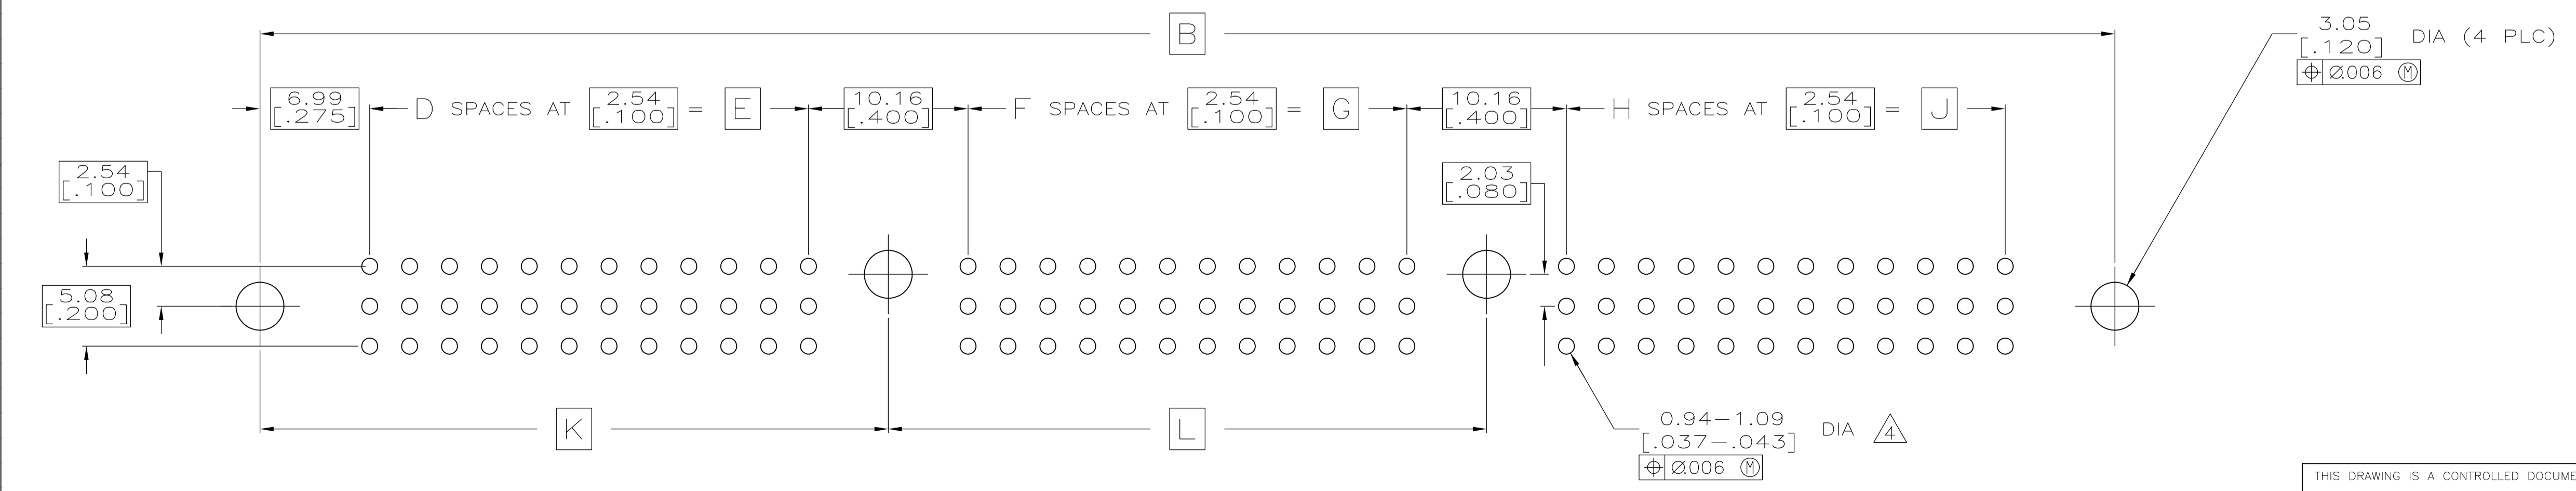 B
3.05
[.120] DIA (4 PLC)
⌖ Ø.006 Ⓜ
6.99
[.275]
D SPACES AT 2.54 [.100] = E
10.16
[.400]
F SPACES AT 2.54 [.100] = G
10.16
[.400]
H SPACES AT 2.54 [.100] = J
2.54
[.100]
2.03
[.080]
5.08
[.200]
K
L
0.94-1.09
[.037-.043] DIA 4
⌖ Ø.006 Ⓜ
THIS DRAWING IS A CONTROLLED DOCUME